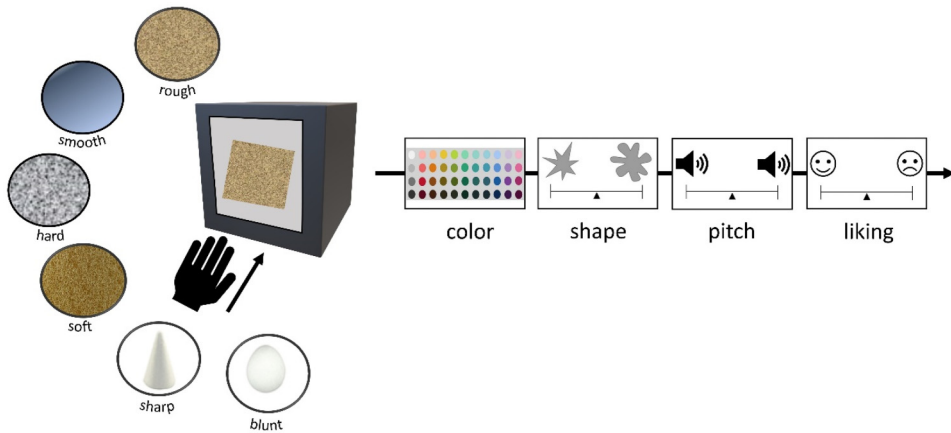 rough
smooth
hard
soft
sharp
blunt
color
shape
pitch
liking